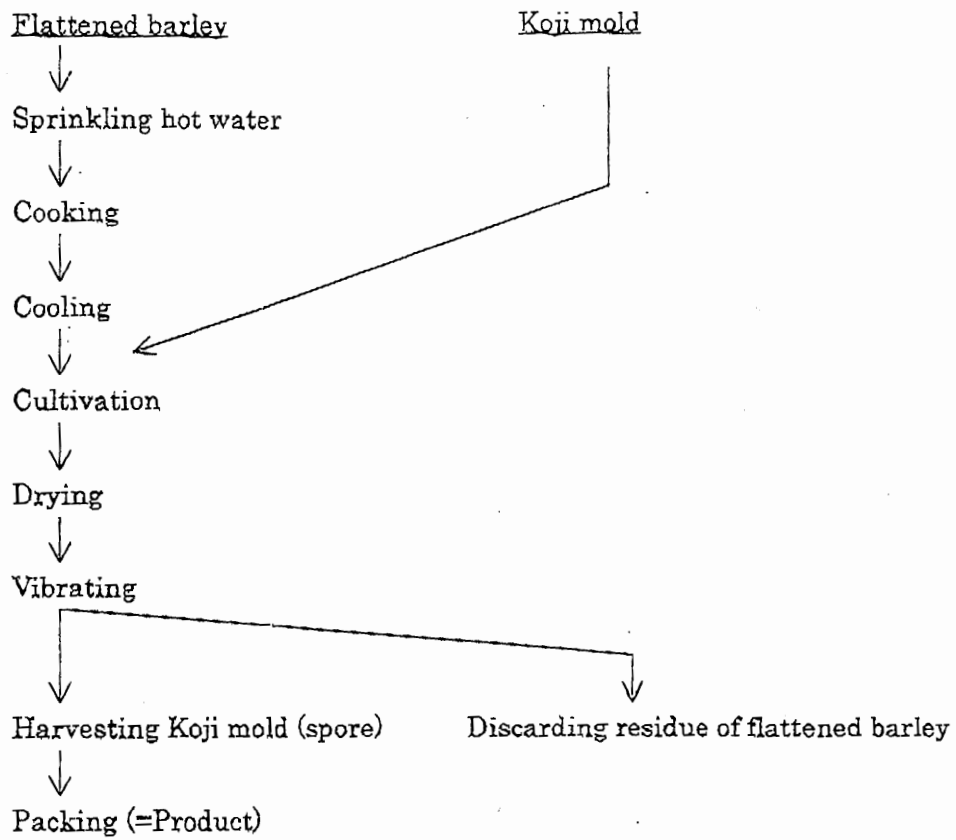 Flattened barley
Koji mold
Sprinkling hot water
Cooking
Cooling
Cultivation
Drying
Vibrating
Harvesting Koji mold (spore)
Discarding residue of flattened barley
Packing (=Product)